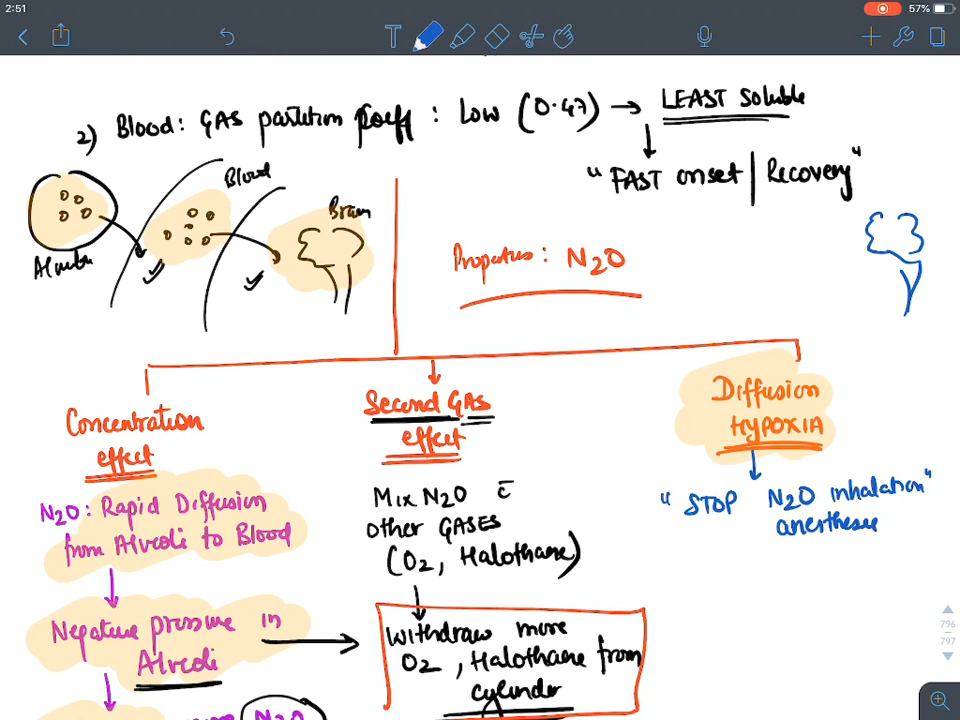 2:51
57%
T
2) Blood: GAS partition Coeff : Low (0.47) → LEAST soluble
"FAST onset | Recovery"
Blood
Brain
Alveoli
Properties: N2O
Concentration
effect
Second GAS
effect
Diffusion
HYPOXIA
N2O: Rapid Diffusion
from Alveoli to Blood
Mix N2O c̄
other GASES
(O2, Halothane)
"STOP N2O inhalation"
anesthesia
Negative pressure in
Alveoli
Withdraw more
O2, Halothane from
cylinder
N2O
796
797